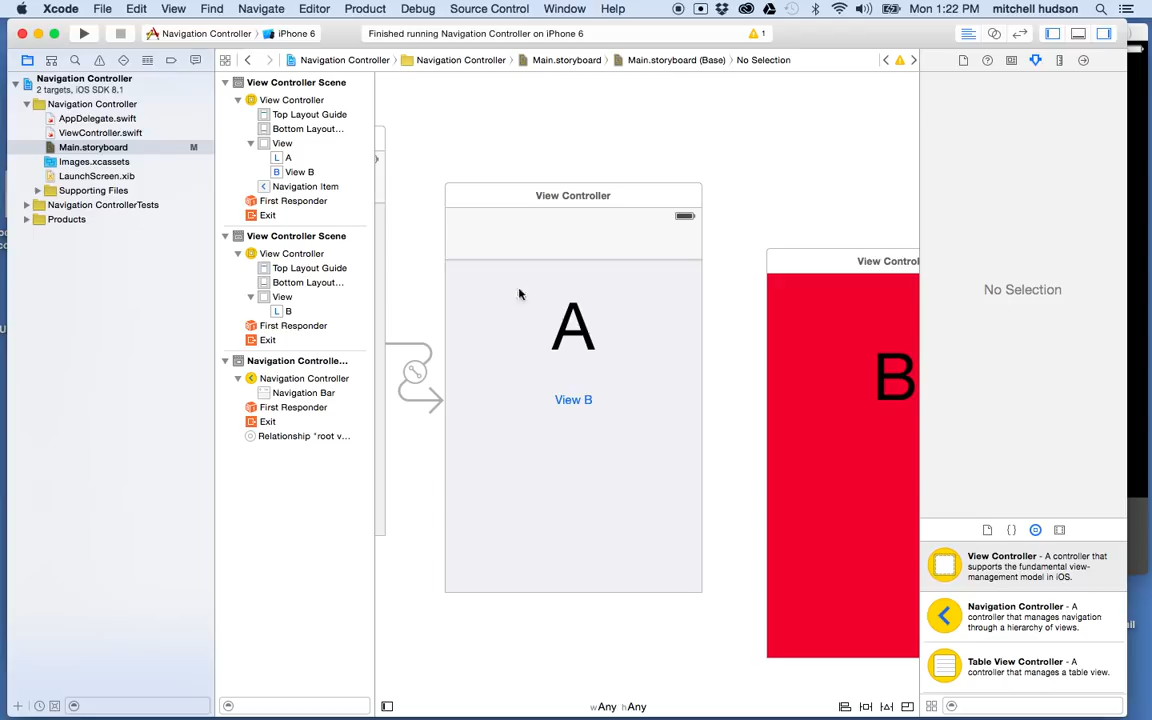 Xcode File Edit View Find Navigate Editor Product Debug Source Control Window Help Mon 1:22 PM mitchell hudson
Navigation Controller iPhone 6 Finished running Navigation Controller on iPhone 6 1
Navigation Controller
2 targets, iOS SDK 8.1
Navigation Controller
AppDelegate.swift
ViewController.swift
Main.storyboard M
Images.xcassets
LaunchScreen.xib
Supporting Files
Navigation ControllerTests
Products
Navigation Controller Navigation Controller Main.storyboard Main.storyboard (Base) No Selection
View Controller Scene
View Controller
Top Layout Guide
Bottom Layout...
View
L A
B View B
Navigation Item
First Responder
Exit
View Controller Scene
View Controller
Top Layout Guide
Bottom Layout...
View
L B
First Responder
Exit
Navigation Controlle...
Navigation Controller
Navigation Bar
First Responder
Exit
Relationship "root v...
View Controller
A
View B
View Control
B
wAny hAny
No Selection
View Controller - A controller that
supports the fundamental view-
management model in iOS.
Navigation Controller - A
controller that manages navigation
through a hierarchy of views.
Table View Controller - A
controller that manages a table view.